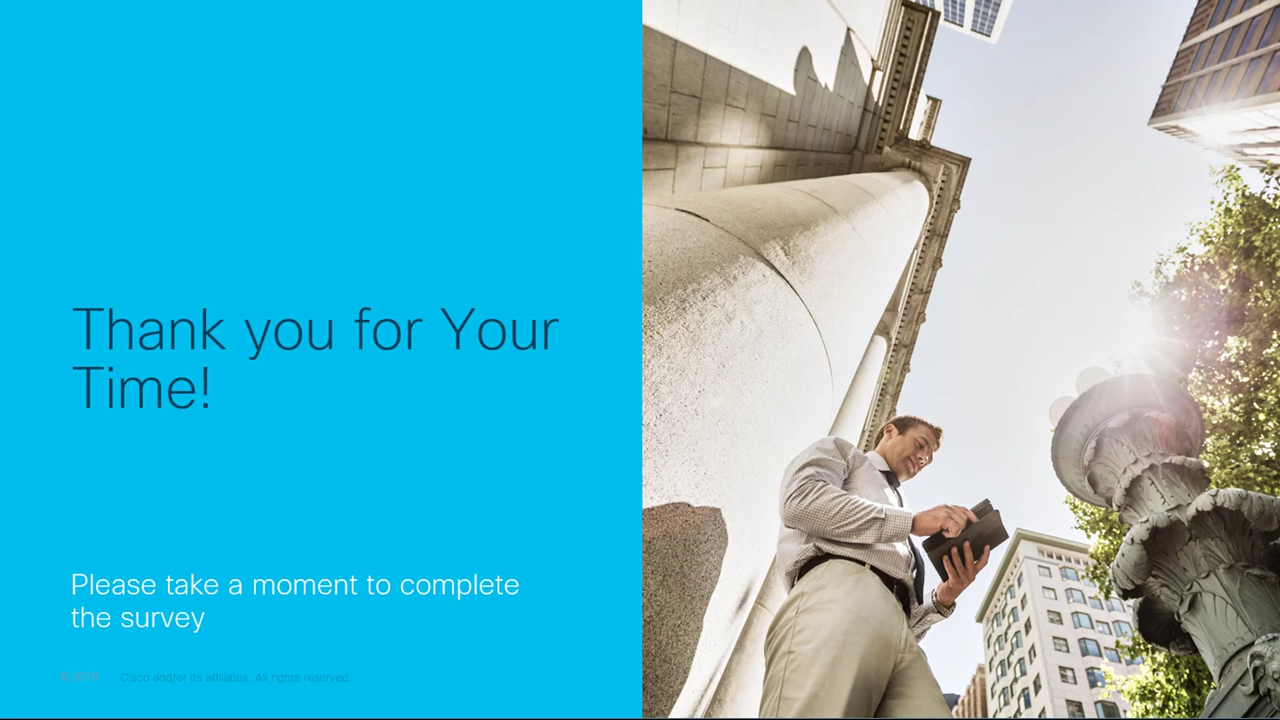 Thank you for Your
Time!
Please take a moment to complete
the survey
© Cisco and/or its affiliates. All rights reserved.